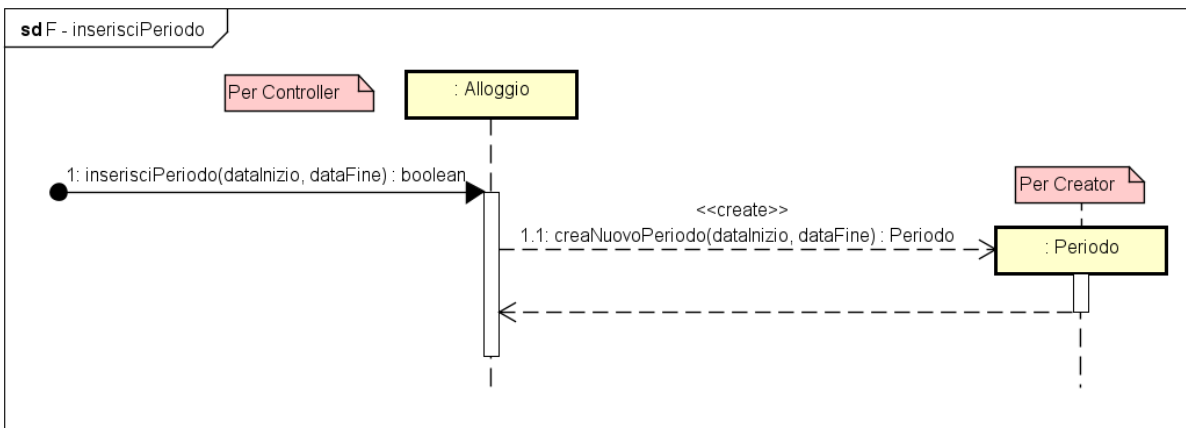 sd F - inserisciPeriodo
Per Controller
: Alloggio
1: inserisciPeriodo(dataInizio, dataFine) : boolean
Per Creator
<<create>>
1.1: creaNuovoPeriodo(dataInizio, dataFine) : Periodo
: Periodo